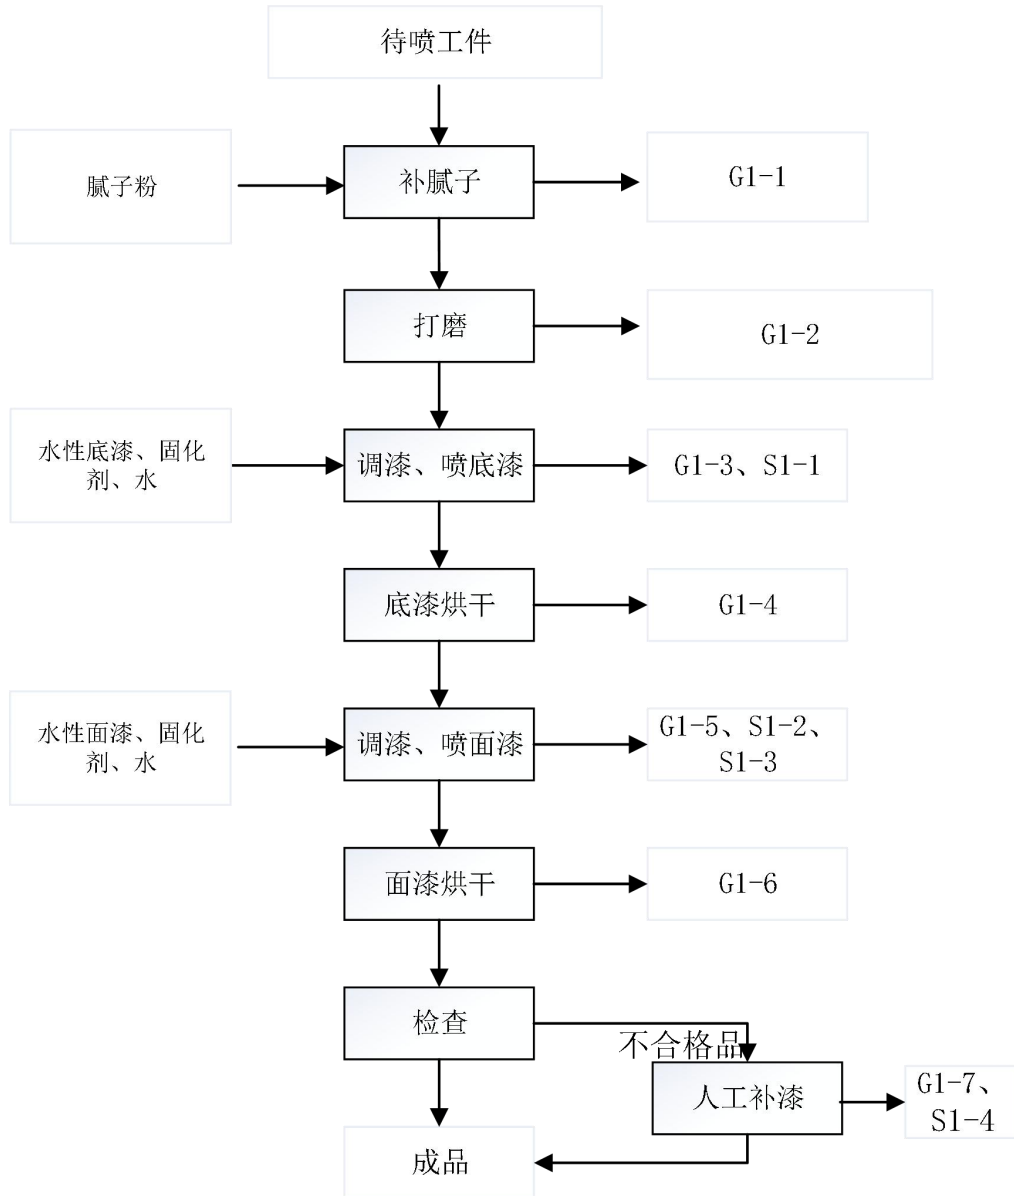 待喷工件
腻子粉
补腻子
G1-1
打磨
G1-2
水性底漆、固化
剂、水
调漆、喷底漆
G1-3、S1-1
底漆烘干
G1-4
水性面漆、固化
剂、水
调漆、喷面漆
G1-5、S1-2、
S1-3
面漆烘干
G1-6
检查
不合格品
人工补漆
G1-7、
S1-4
成品